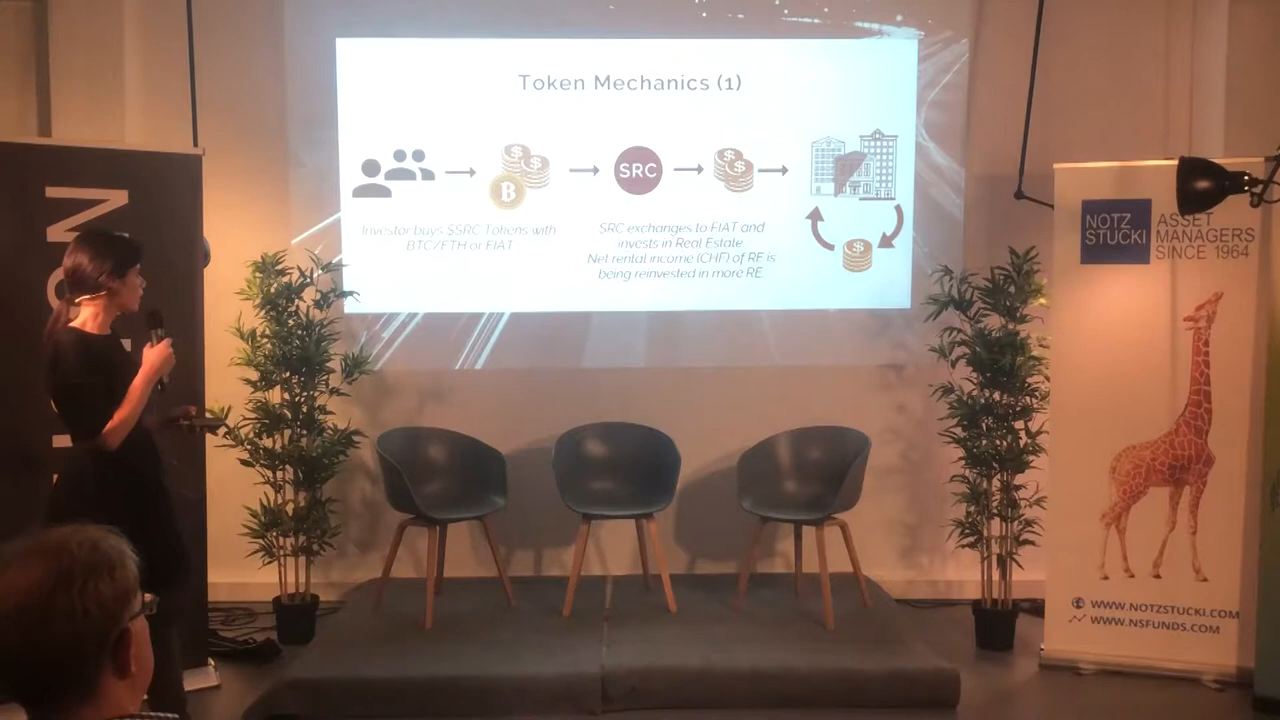 Token Mechanics (1)
SRC
Investor buys $SRC Tokens with
BTC/ETH or FIAT
SRC exchanges to FIAT and
invests in Real Estate
Net rental income (CHF) of RE is
being reinvested in more RE
NOTZ
STUCKI
ASSET
MANAGERS
SINCE 1964
WWW.NOTZSTUCKI.COM
WWW.NSFUNDS.COM